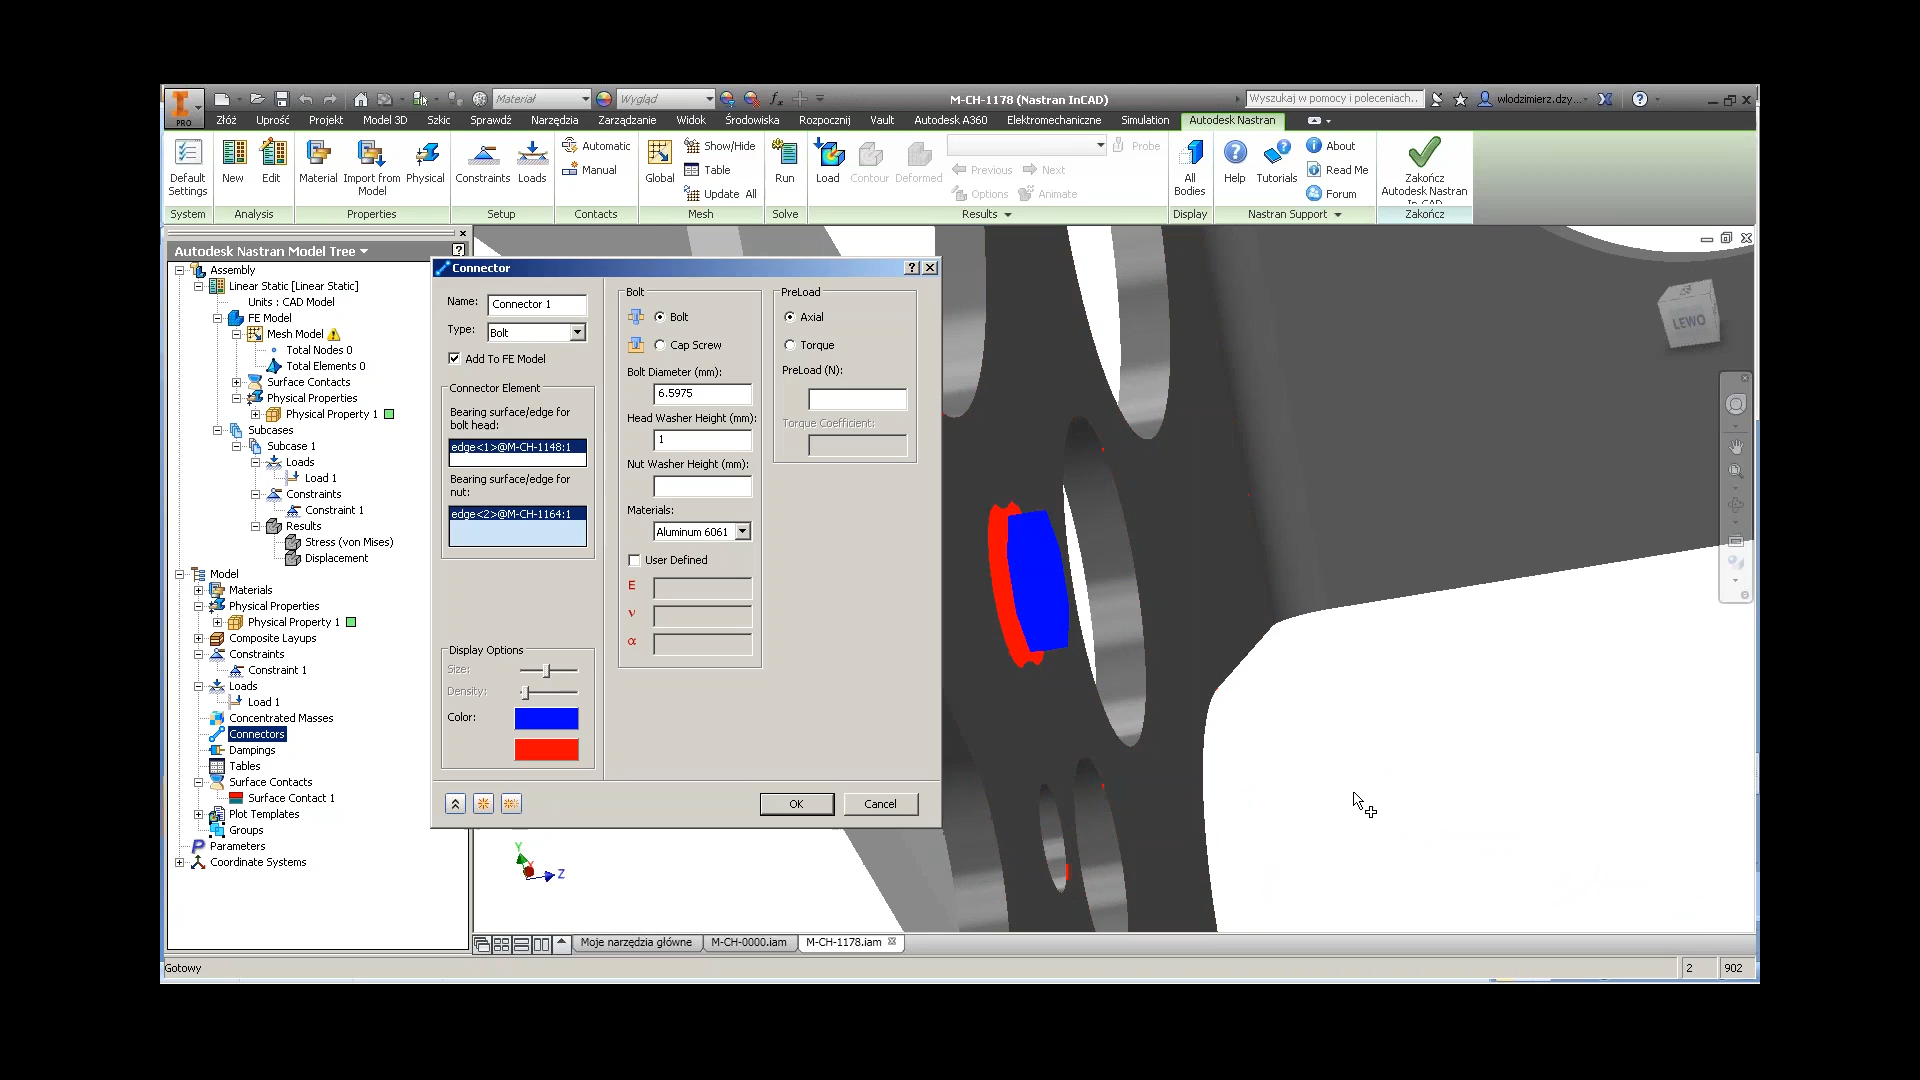 PRO
Materiał
Wygląd
fx
M-CH-1178 (Nastran InCAD)
Wyszukaj w pomocy i poleceniach...
wlodzimierz.dzy...
Złóż Uprość Projekt Model 3D Szkic Sprawdź Narzędzia Zarządzanie Widok Środowiska Rozpocznij Vault Autodesk A360 Elektromechaniczne Simulation Autodesk Nastran
Default Settings
New
Edit
Material
Import from Model
Physical
Constraints
Loads
Automatic
Manual
Global
Show/Hide
Table
Update All
Run
Load
Contour
Deformed
Probe
Previous
Next
Options
Animate
All Bodies
Help
Tutorials
About
Read Me
Forum
Zakończ
Autodesk Nastran
In-CAD
System Analysis Properties Setup Contacts Mesh Solve Results Display Nastran Support Zakończ
Autodesk Nastran Model Tree
Assembly
Linear Static [Linear Static]
Units : CAD Model
FE Model
Mesh Model
Total Nodes 0
Total Elements 0
Surface Contacts
Physical Properties
Physical Property 1
Subcases
Subcase 1
Loads
Load 1
Constraints
Constraint 1
Results
Stress (von Mises)
Displacement
Model
Materials
Physical Properties
Physical Property 1
Composite Layups
Constraints
Constraint 1
Loads
Load 1
Concentrated Masses
Connectors
Dampings
Tables
Surface Contacts
Surface Contact 1
Plot Templates
Groups
Parameters
Coordinate Systems
Connector
Name: Connector 1
Type: Bolt
Add To FE Model
Connector Element
Bearing surface/edge for
bolt head:
edge<1>@M-CH-1148:1
Bearing surface/edge for
nut:
edge<2>@M-CH-1164:1
Display Options
Size:
Density:
Color:
Bolt
Bolt
Cap Screw
Bolt Diameter (mm):
6.5975
Head Washer Height (mm):
1
Nut Washer Height (mm):
Materials:
Aluminum 6061
User Defined
E
ν
α
PreLoad
Axial
Torque
PreLoad (N):
Torque Coefficient:
OK Cancel
LEWO
Y
X
Z
Moje narzędzia główne M-CH-0000.iam M-CH-1178.iam
Gotowy
2 902